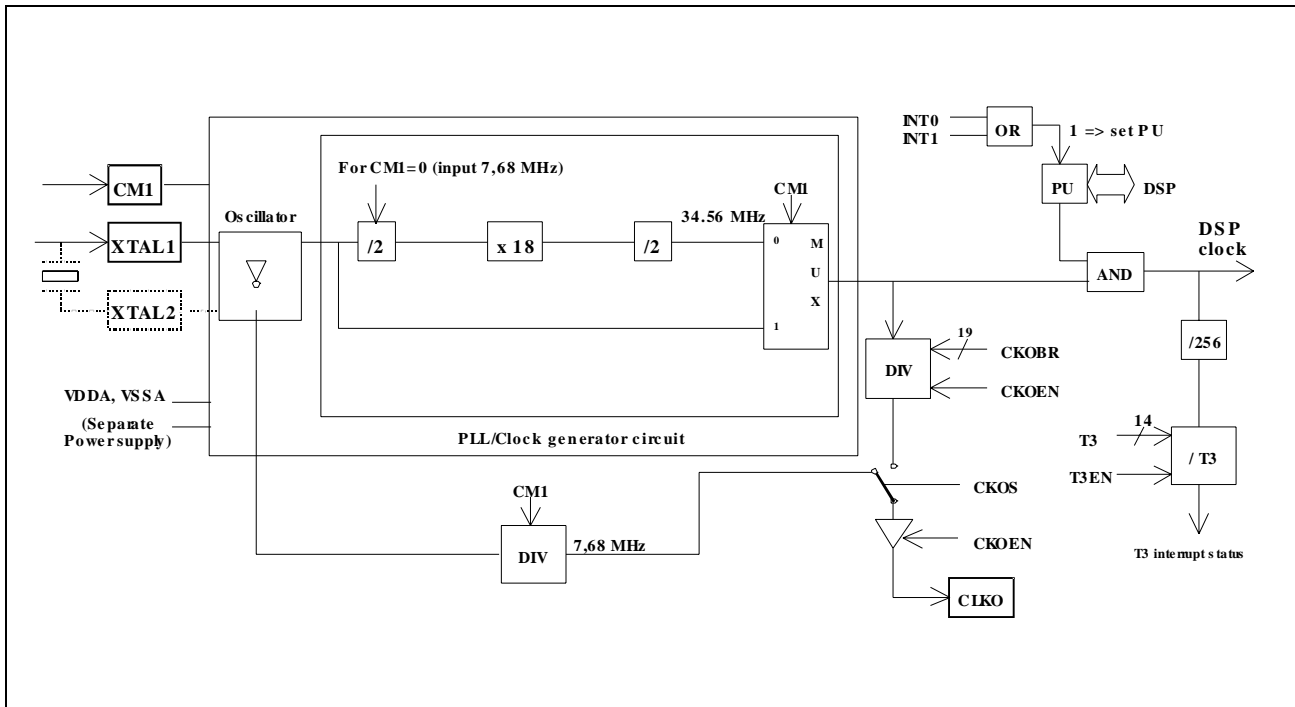 INT0
INT1
OR
1 => set PU
For CM1=0 (input 7,68 MHz)
CM1
CM1
PU
DSP
Oscillator
34.56 MHz
XTAL1
/2
x 18
/2
0
M
U
X
1
DSP
clock
AND
XTAL2
19
CKOBR
/256
DIV
CKOEN
VDDA, VSSA
(Separate
Power supply)
PLL/Clock generator circuit
14
T3
/ T3
T3EN
CM1
CKOS
DIV
7,68 MHz
CKOEN
T3 interrupt status
CLKO